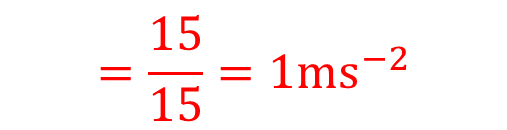 = 15/15 = 1ms⁻²